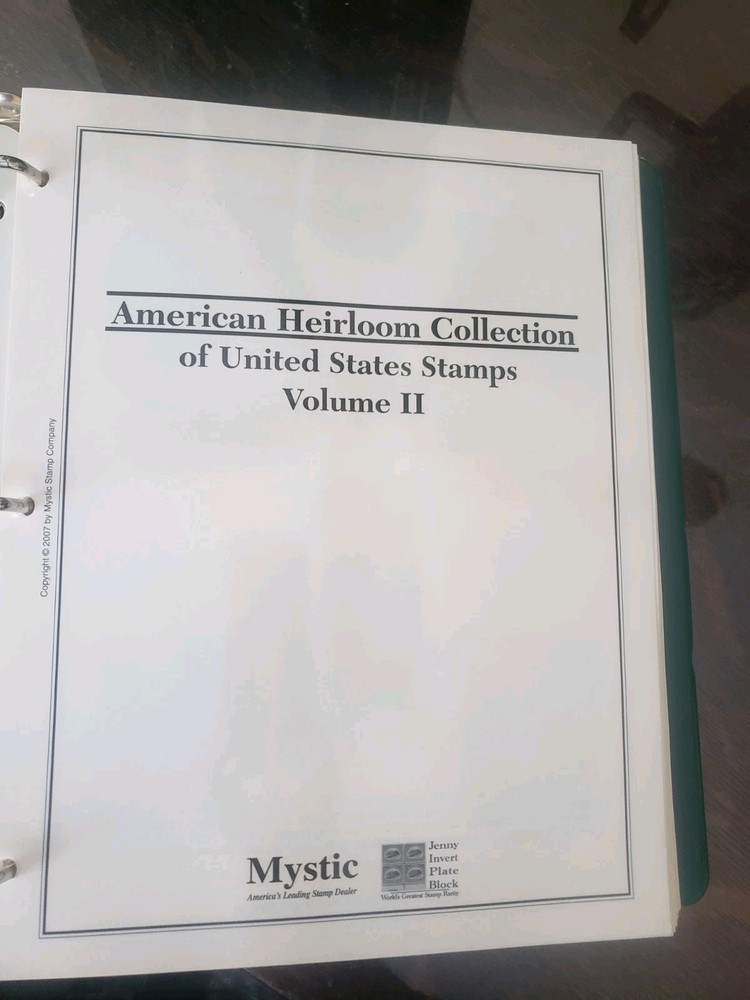 American Heirloom Collection
of United States Stamps
Volume II
Copyright © 2007 by Mystic Stamp Company
Mystic
America's Leading Stamp Dealer
Jenny
Invert
Plate
Block
World's Greatest Stamp Rarity